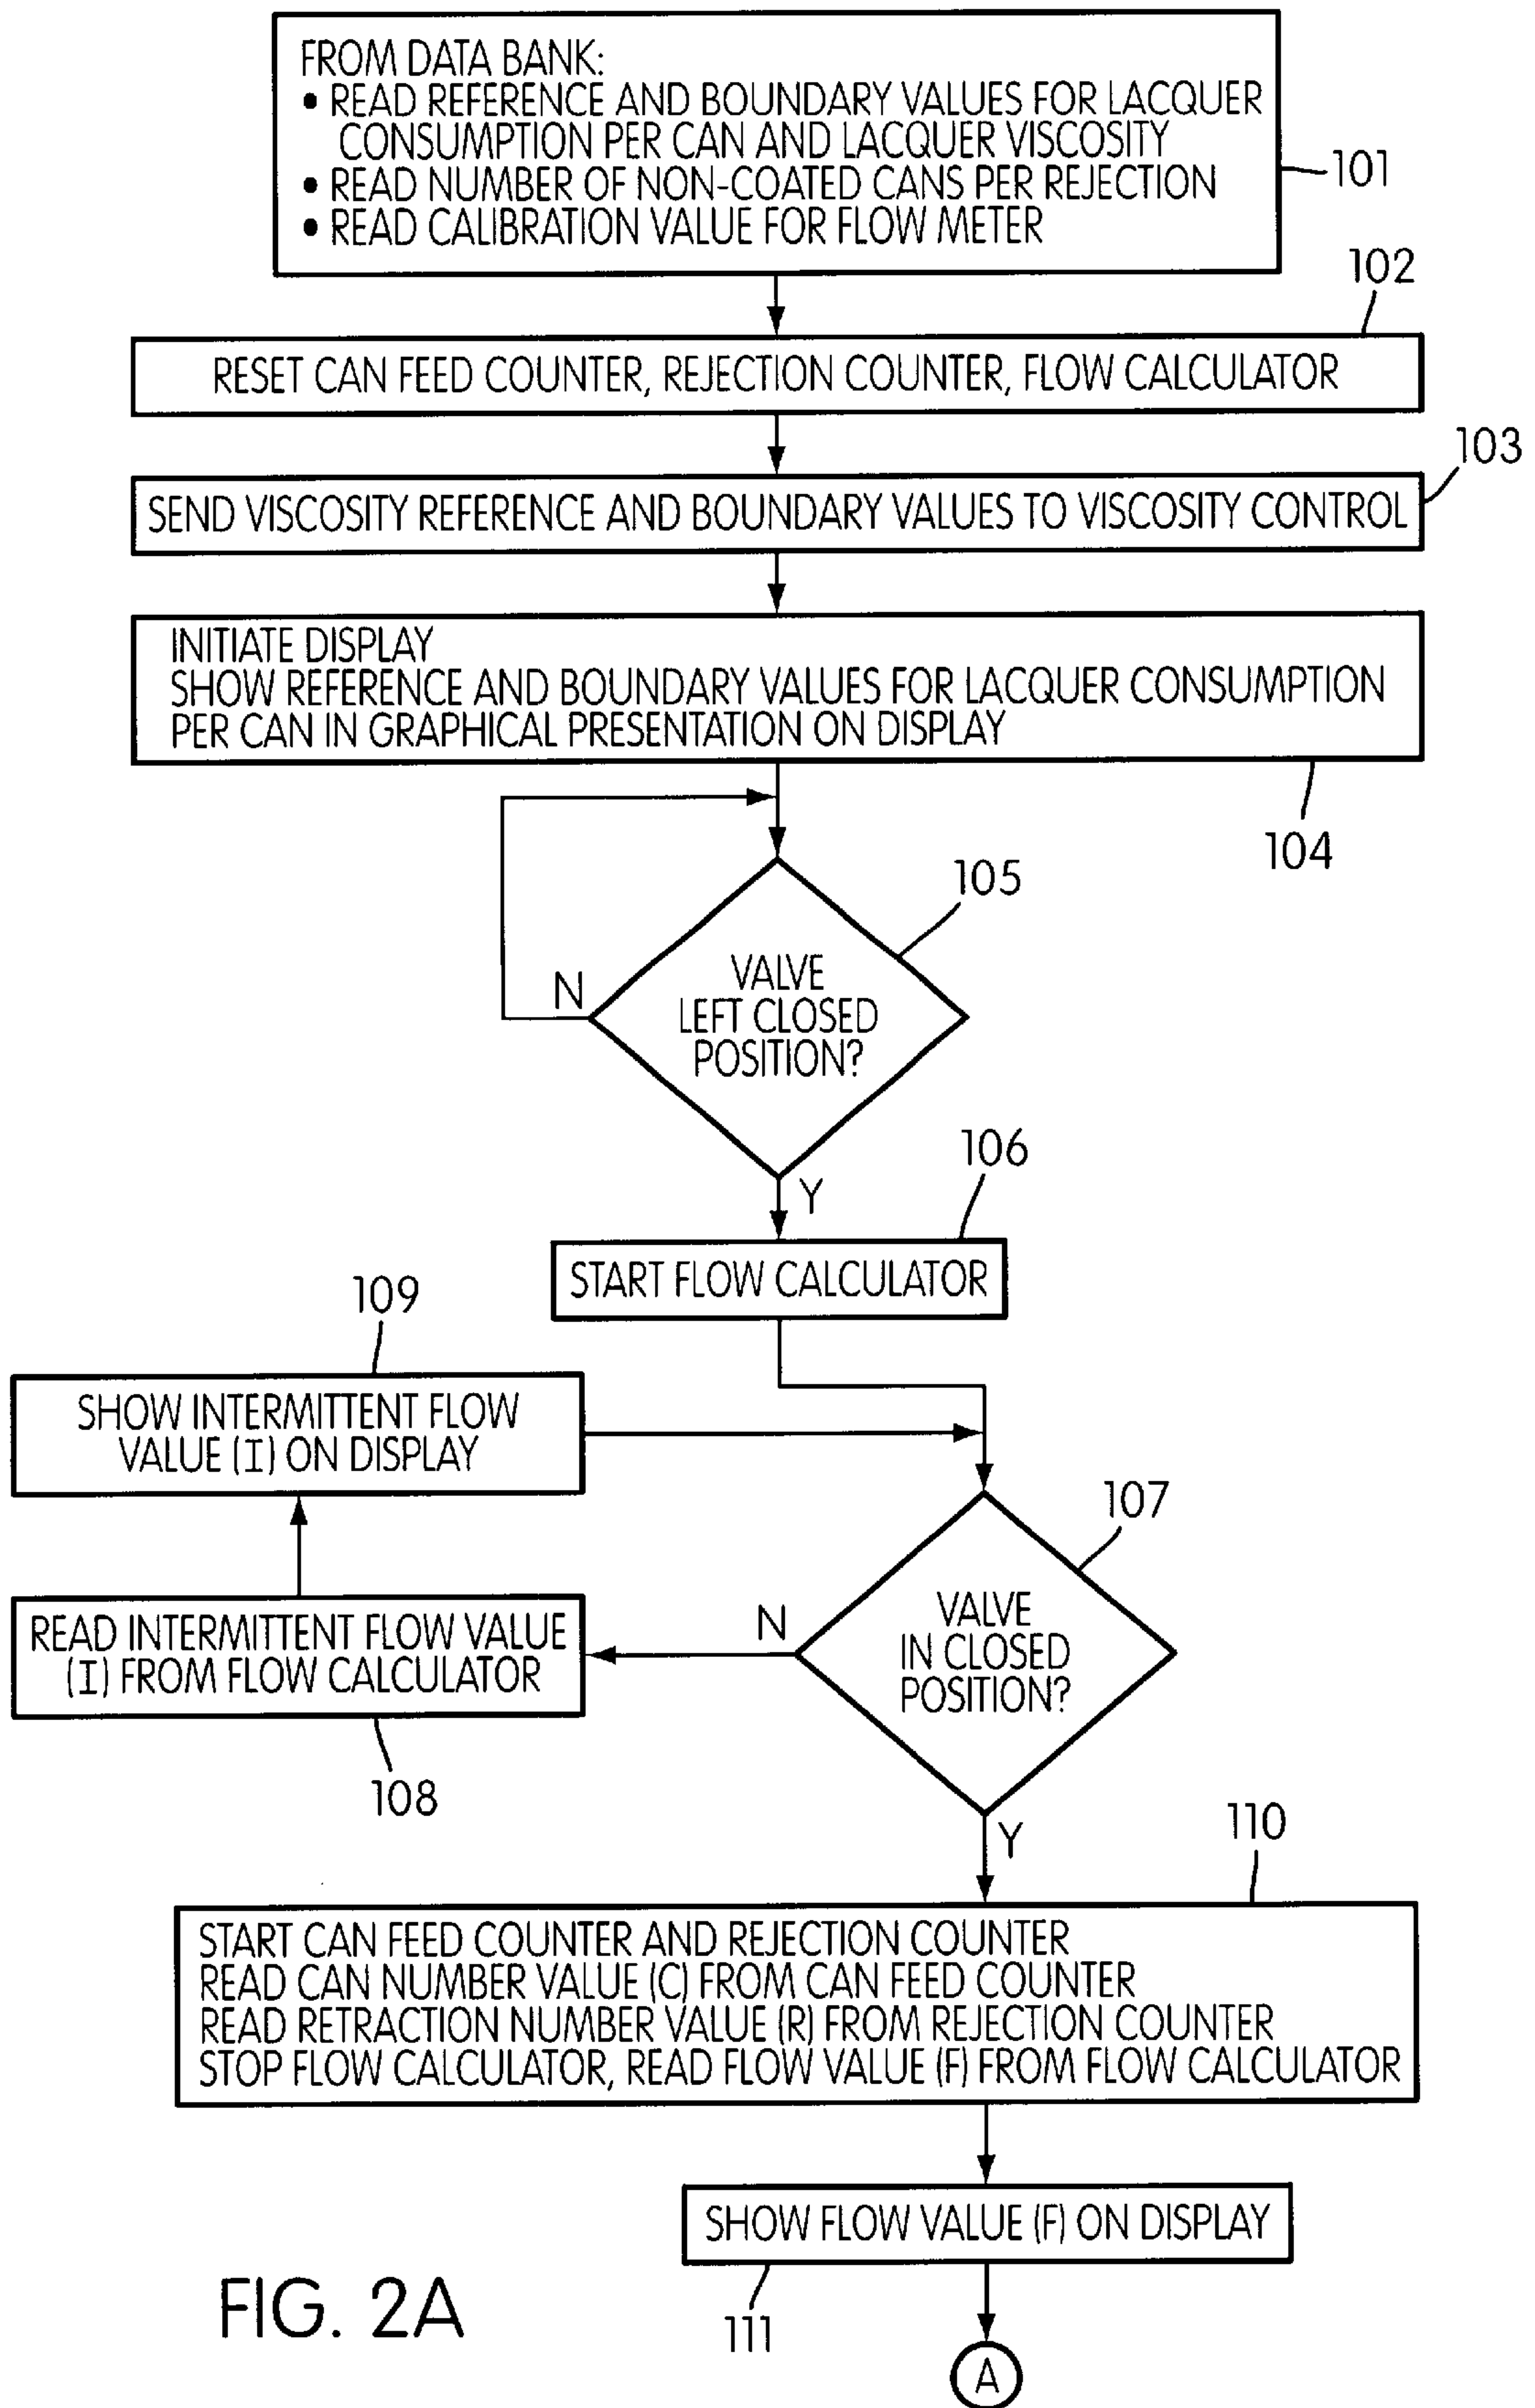 FROM DATA BANK:
• READ REFERENCE AND BOUNDARY VALUES FOR LACQUER
CONSUMPTION PER CAN AND LACQUER VISCOSITY
• READ NUMBER OF NON-COATED CANS PER REJECTION
• READ CALIBRATION VALUE FOR FLOW METER
101
102
RESET CAN FEED COUNTER, REJECTION COUNTER, FLOW CALCULATOR
103
SEND VISCOSITY REFERENCE AND BOUNDARY VALUES TO VISCOSITY CONTROL
INITIATE DISPLAY
SHOW REFERENCE AND BOUNDARY VALUES FOR LACQUER CONSUMPTION
PER CAN IN GRAPHICAL PRESENTATION ON DISPLAY
104
105
N
VALVE
LEFT CLOSED
POSITION?
Y
106
START FLOW CALCULATOR
109
SHOW INTERMITTENT FLOW
VALUE (I) ON DISPLAY
107
N
VALVE
IN CLOSED
POSITION?
READ INTERMITTENT FLOW VALUE
(I) FROM FLOW CALCULATOR
108
Y
110
START CAN FEED COUNTER AND REJECTION COUNTER
READ CAN NUMBER VALUE (C) FROM CAN FEED COUNTER
READ RETRACTION NUMBER VALUE (R) FROM REJECTION COUNTER
STOP FLOW CALCULATOR, READ FLOW VALUE (F) FROM FLOW CALCULATOR
SHOW FLOW VALUE (F) ON DISPLAY
111
A
FIG. 2A